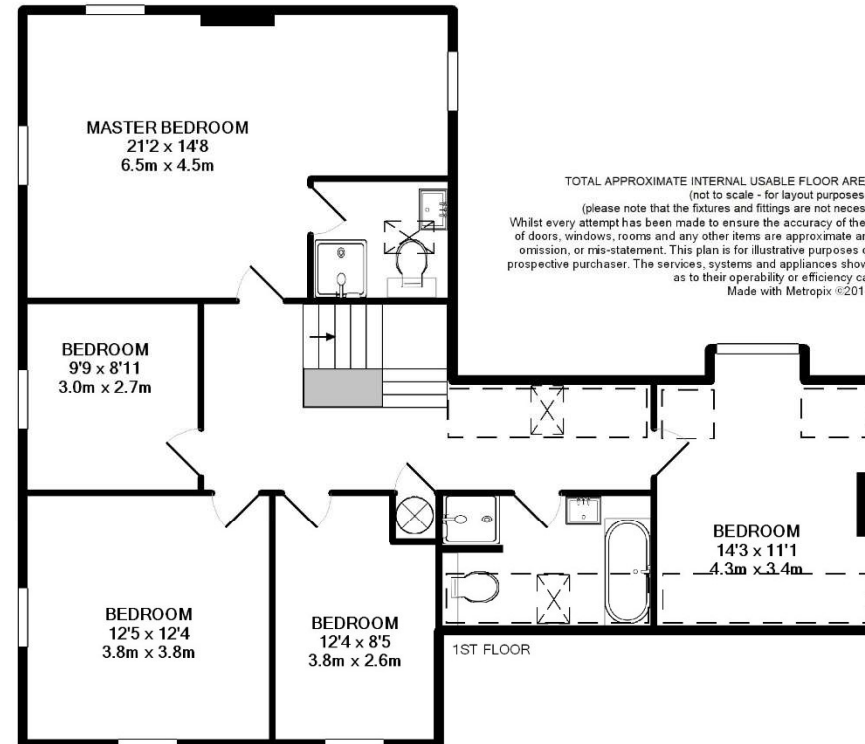 MASTER BEDROOM
21'2 x 14'8
6.5m x 4.5m
TOTAL APPROXIMATE INTERNAL USABLE FLOOR ARE
(not to scale - for layout purposes
(please note that the fixtures and fittings are not neces
Whilst every attempt has been made to ensure the accuracy of the
of doors, windows, rooms and any other items are approximate an
omission, or mis-statement. This plan is for illustrative purposes o
prospective purchaser. The services, systems and appliances show
as to their operability or efficiency ca
Made with Metropix ©201
BEDROOM
9'9 x 8'11
3.0m x 2.7m
BEDROOM
14'3 x 11'1
4.3m x 3.4m
BEDROOM
12'5 x 12'4
3.8m x 3.8m
BEDROOM
12'4 x 8'5
3.8m x 2.6m
1ST FLOOR